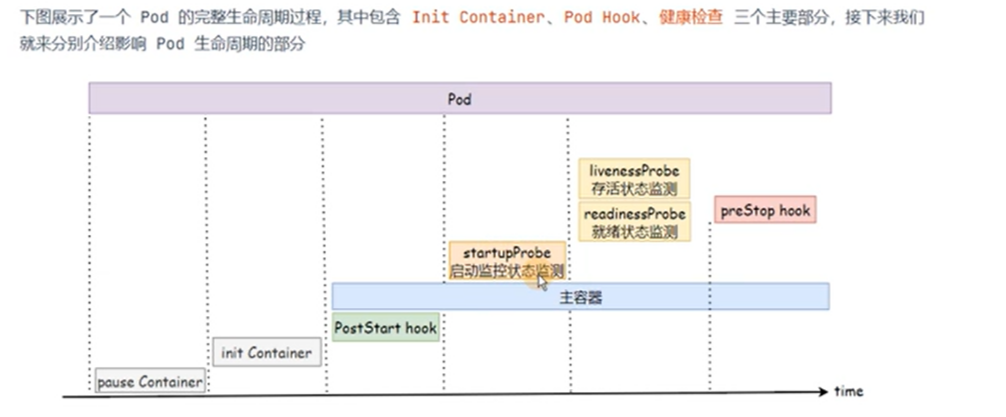 下图展示了一个 Pod 的完整生命周期过程，其中包含 Init Container、Pod Hook、健康检查 三个主要部分，接下来我们
就来分别介绍影响 Pod 生命周期的部分
Pod
livenessProbe
存活状态监测
readinessProbe
就绪状态监测
preStop hook
startupProbe
启动监控状态监测
主容器
PostStart hook
init Container
pause Container
time